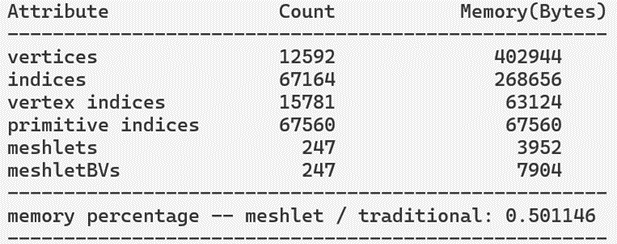 Attribute Count Memory(Bytes)
--------------------------------------------------
vertices 12592 402944
indices 67164 268656
vertex indices 15781 63124
primitive indices 67560 67560
meshlets 247 3952
meshletBVs 247 7904
--------------------------------------------------
memory percentage -- meshlet / traditional: 0.501146
--------------------------------------------------